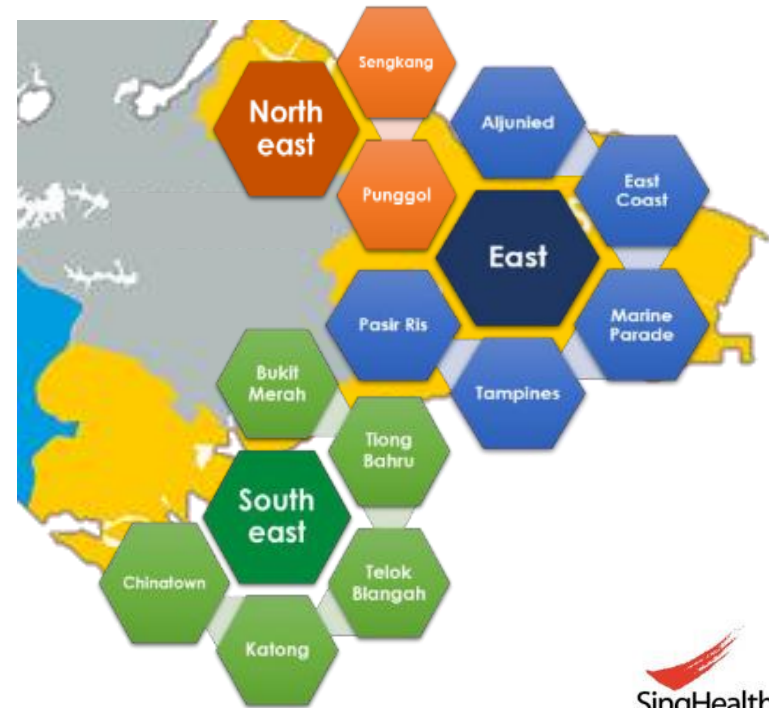 Sengkang
North
east
Aljunied
Punggol
East
Coast
East
Pasir Ris
Marine
Parade
Bukit
Merah
Tampines
Tiong
Bahru
South
east
Chinatown
Telok
Blangah
Katong
SingHealth